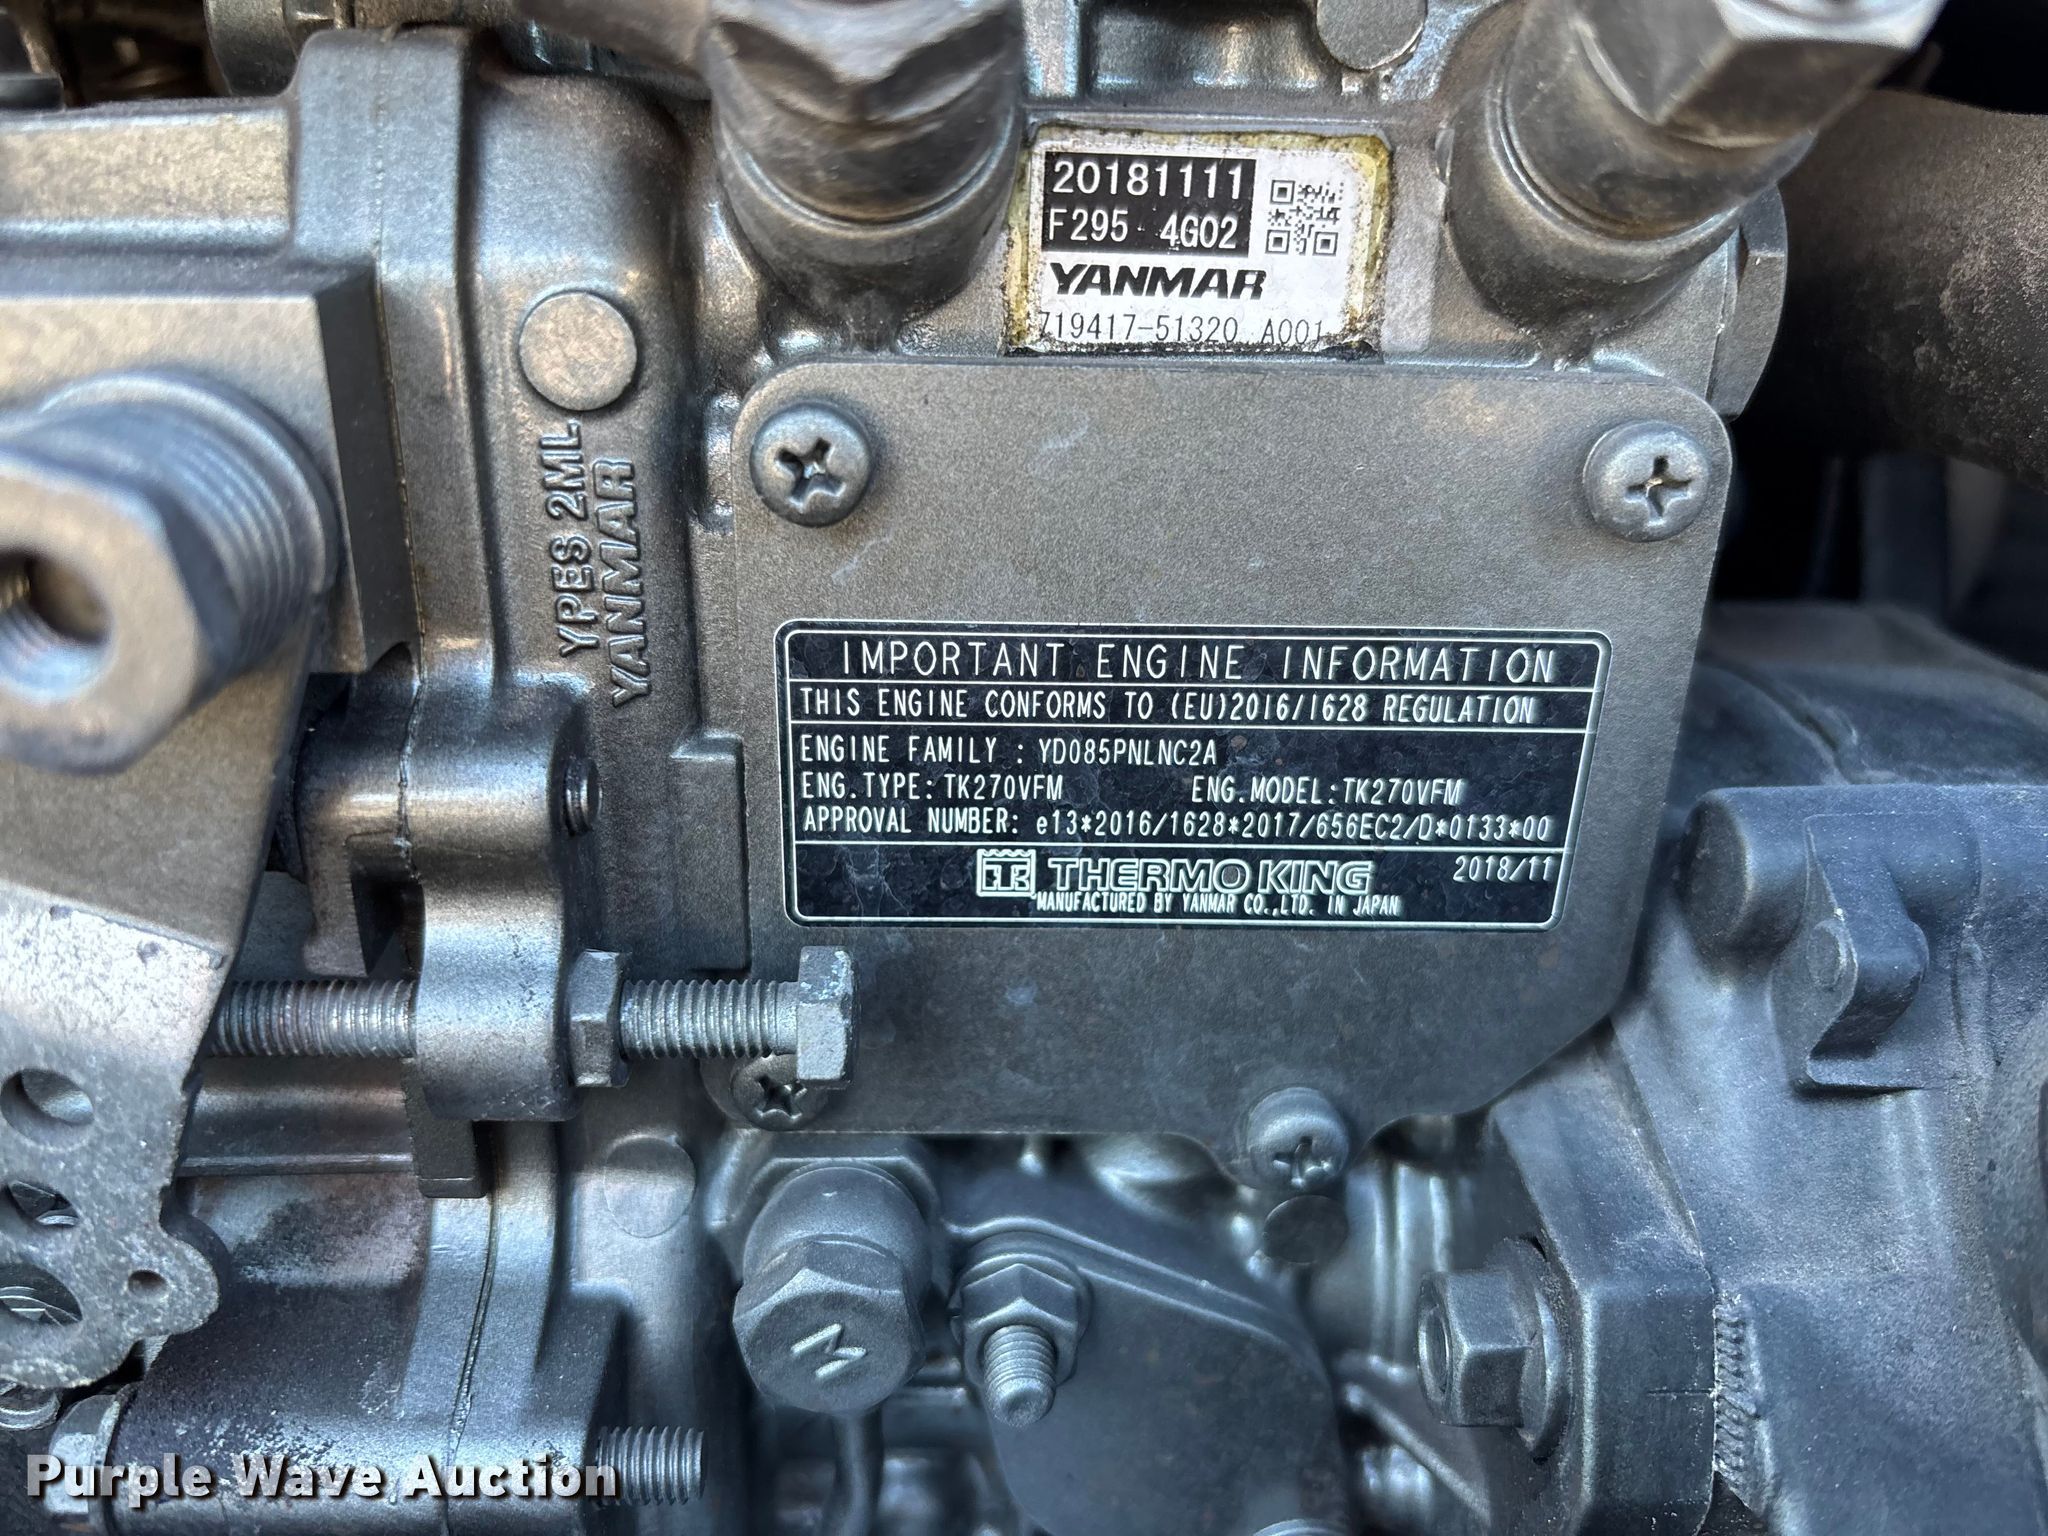 20181111
F295 4G02
YANMAR
719417-51320 A001
YPES 2ML
YANMAR
IMPORTANT ENGINE INFORMATION
THIS ENGINE CONFORMS TO (EU)2016/1628 REGULATION
ENGINE FAMILY : YD085PNLNC2A
ENG.TYPE:TK270VFM ENG.MODEL:TK270VFM
APPROVAL NUMBER: e13*2016/1628*2017/656EC2/D*0133*00
TK THERMO KING 2018/11
MANUFACTURED BY YANMAR CO.,LTD. IN JAPAN
M
Purple Wave Auction